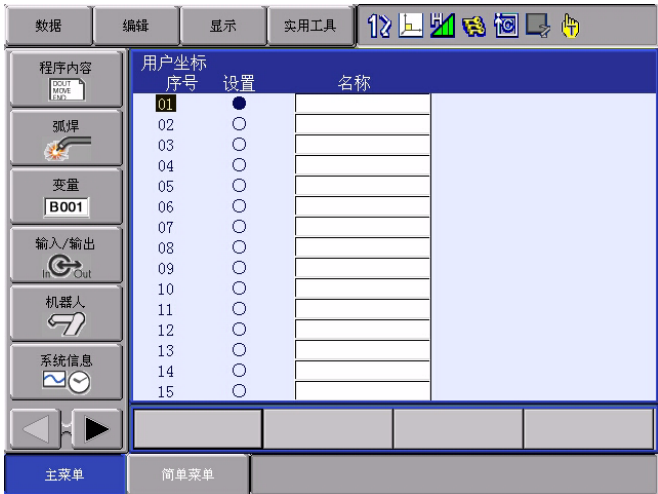 数据 编辑 显示 实用工具
程序内容
DOUT
MOVE
END
弧焊
变量
B001
输入/输出
In Out
机器人
系统信息
用户坐标
序号 设置 名称
01
02
03
04
05
06
07
08
09
10
11
12
13
14
15
主菜单 简单菜单